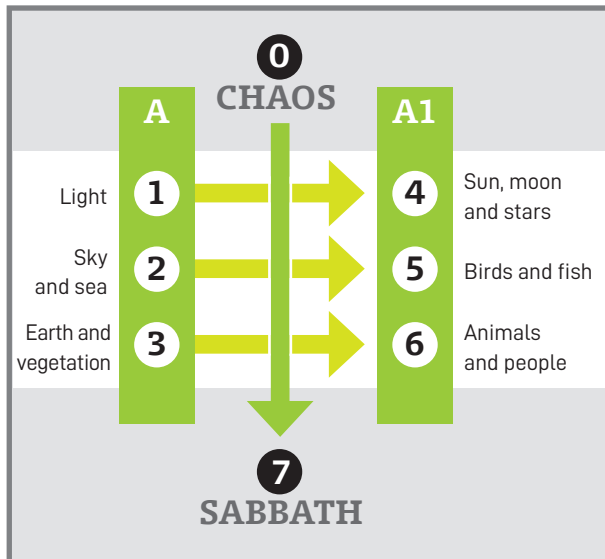 0
CHAOS
A
A1
Light
1
4
Sun, moon
and stars
Sky
and sea
2
5
Birds and fish
Earth and
vegetation
3
6
Animals
and people
7
SABBATH